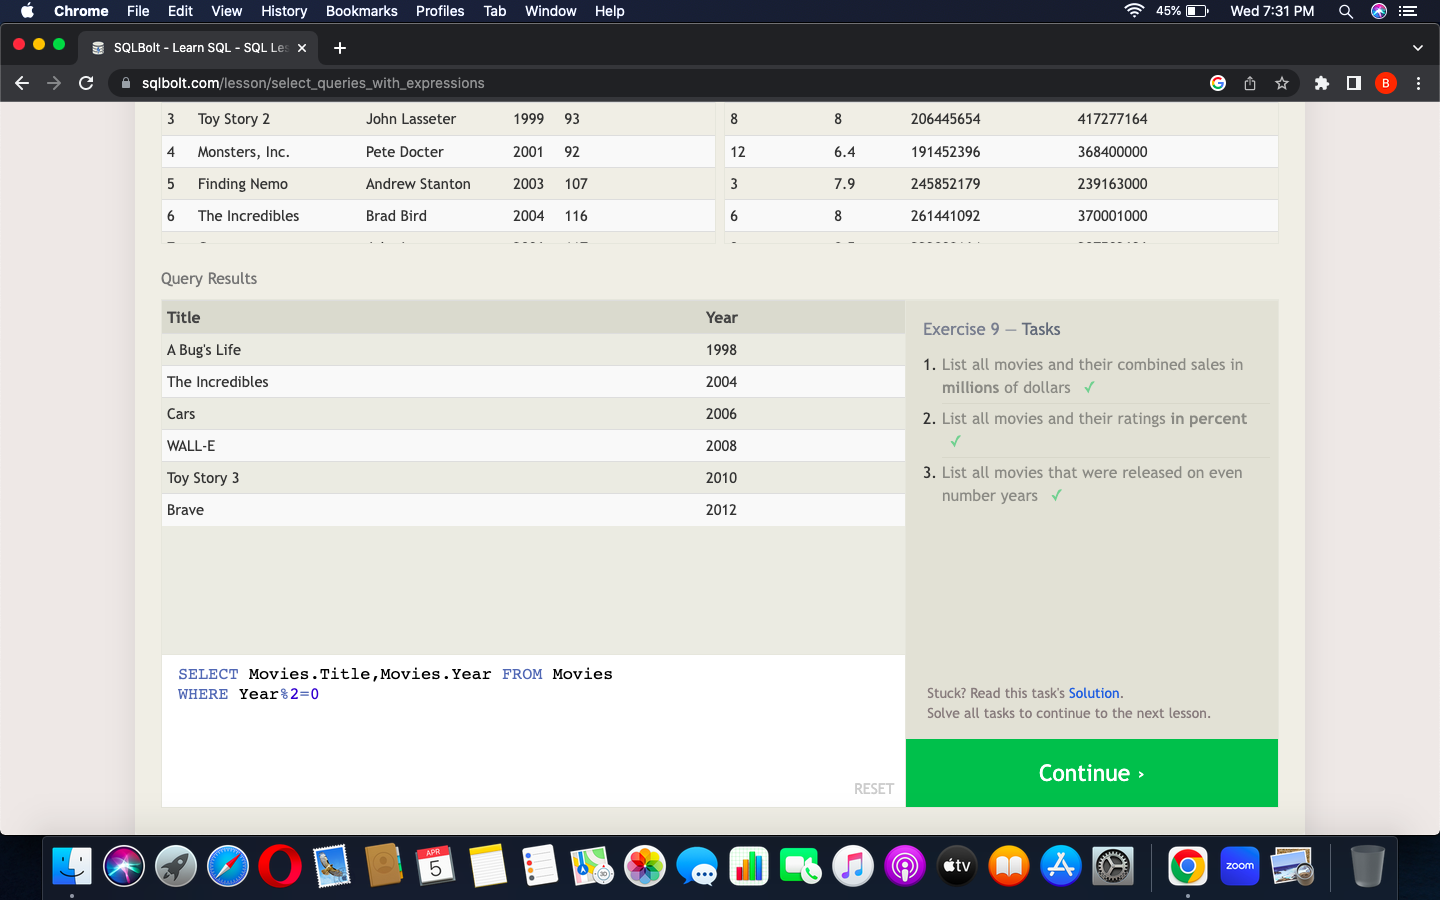 Chrome File Edit View History Bookmarks Profiles Tab Window Help 45% Wed 7:31 PM
SQLBolt - Learn SQL - SQL Les
sqlbolt.com/lesson/select_queries_with_expressions B
3 Toy Story 2 John Lasseter 1999 93 8 8 206445654 417277164
4 Monsters, Inc. Pete Docter 2001 92 12 6.4 191452396 368400000
5 Finding Nemo Andrew Stanton 2003 107 3 7.9 245852179 239163000
6 The Incredibles Brad Bird 2004 116 6 8 261441092 370001000
Query Results
Title Year
A Bug's Life 1998
The Incredibles 2004
Cars 2006
WALL-E 2008
Toy Story 3 2010
Brave 2012
Exercise 9 — Tasks
1. List all movies and their combined sales in
millions of dollars ✓
2. List all movies and their ratings in percent
✓
3. List all movies that were released on even
number years ✓
SELECT Movies.Title,Movies.Year FROM Movies
WHERE Year%2=0
RESET
Stuck? Read this task's Solution.
Solve all tasks to continue to the next lesson.
Continue ›
APR
5
3D
tv
zoom